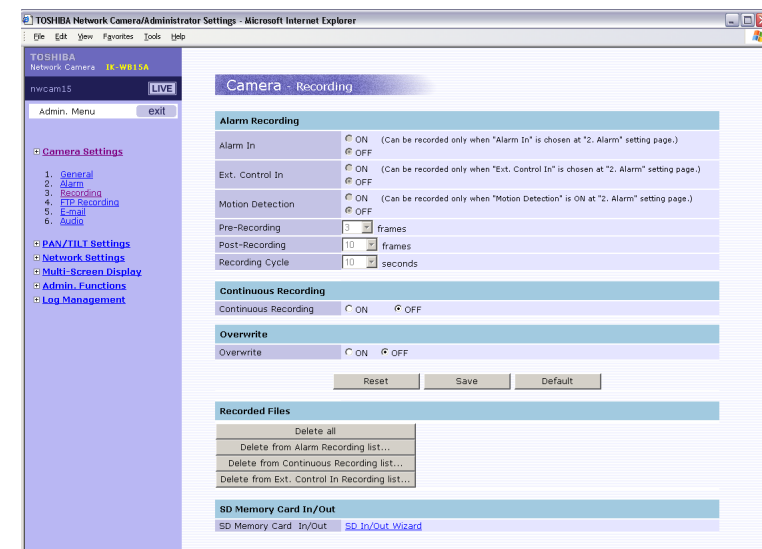 TOSHIBA Network Camera/Administrator Settings - Microsoft Internet Explorer
File Edit View Favorites Tools Help
TOSHIBA
Network Camera IK-WB15A
nwcam15 LIVE
Admin. Menu exit
Camera Settings
1. General
2. Alarm
3. Recording
4. FTP Recording
5. E-mail
6. Audio
PAN/TILT Settings
Network Settings
Multi-Screen Display
Admin. Functions
Log Management
Camera - Recording
Alarm Recording
Alarm In ON (Can be recorded only when "Alarm In" is chosen at "2. Alarm" setting page.)
OFF
Ext. Control In ON (Can be recorded only when "Ext. Control In" is chosen at "2. Alarm" setting page.)
OFF
Motion Detection ON (Can be recorded only when "Motion Detection" is ON at "2. Alarm" setting page.)
OFF
Pre-Recording 3 frames
Post-Recording 10 frames
Recording Cycle 10 seconds
Continuous Recording
Continuous Recording ON OFF
Overwrite
Overwrite ON OFF
Reset Save Default
Recorded Files
Delete all
Delete from Alarm Recording list...
Delete from Continuous Recording list...
Delete from Ext. Control In Recording list...
SD Memory Card In/Out
SD Memory Card In/Out SD In/Out Wizard